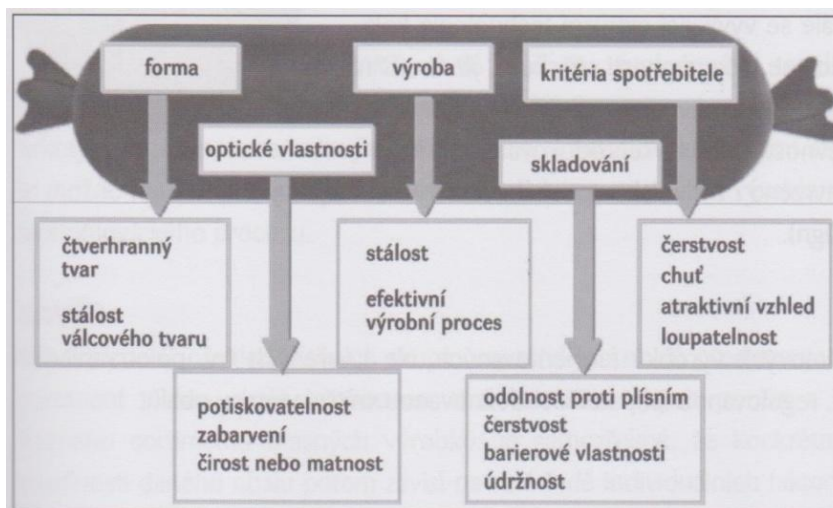 forma
výroba
kritéria spotřebitele
optické vlastnosti
skladování
čtverhranný
tvar
stálost
válcového tvaru
stálost
efektivní
výrobní proces
čerstvost
chuť
atraktivní vzhled
loupatelnost
potiskovatelnost
zabarvení
čirost nebo matnost
odolnost proti plísním
čerstvost
barierové vlastnosti
údržnost